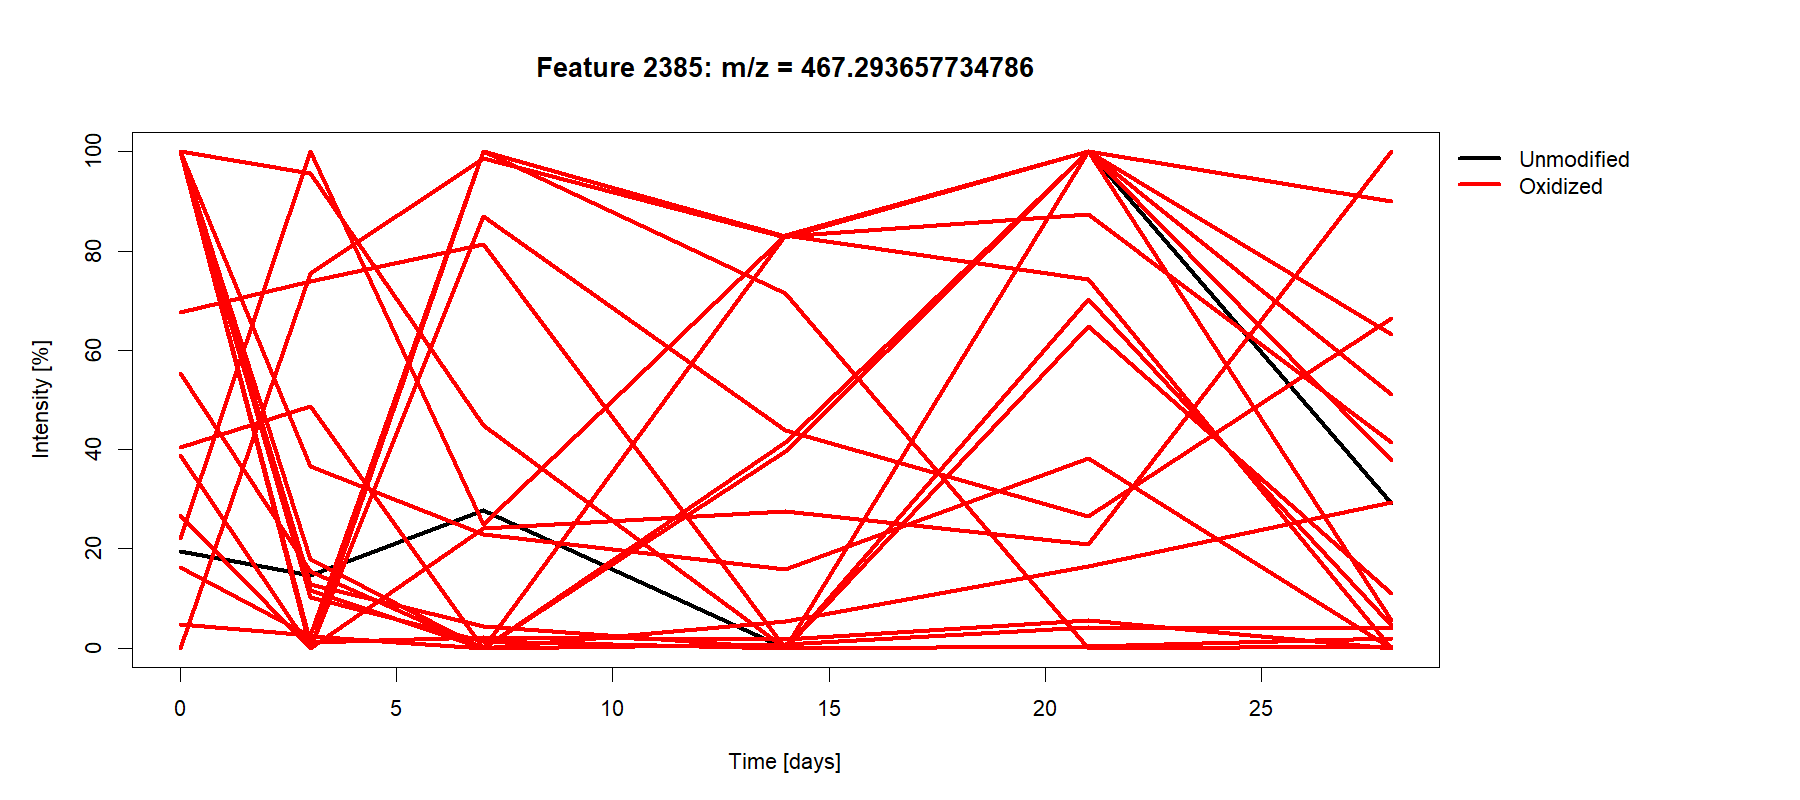 Feature 2385: m/z = 467.293657734786
Unmodified
Oxidized
Intensity [%]
100
80
60
40
20
0
0 5 10 15 20 25
Time [days]